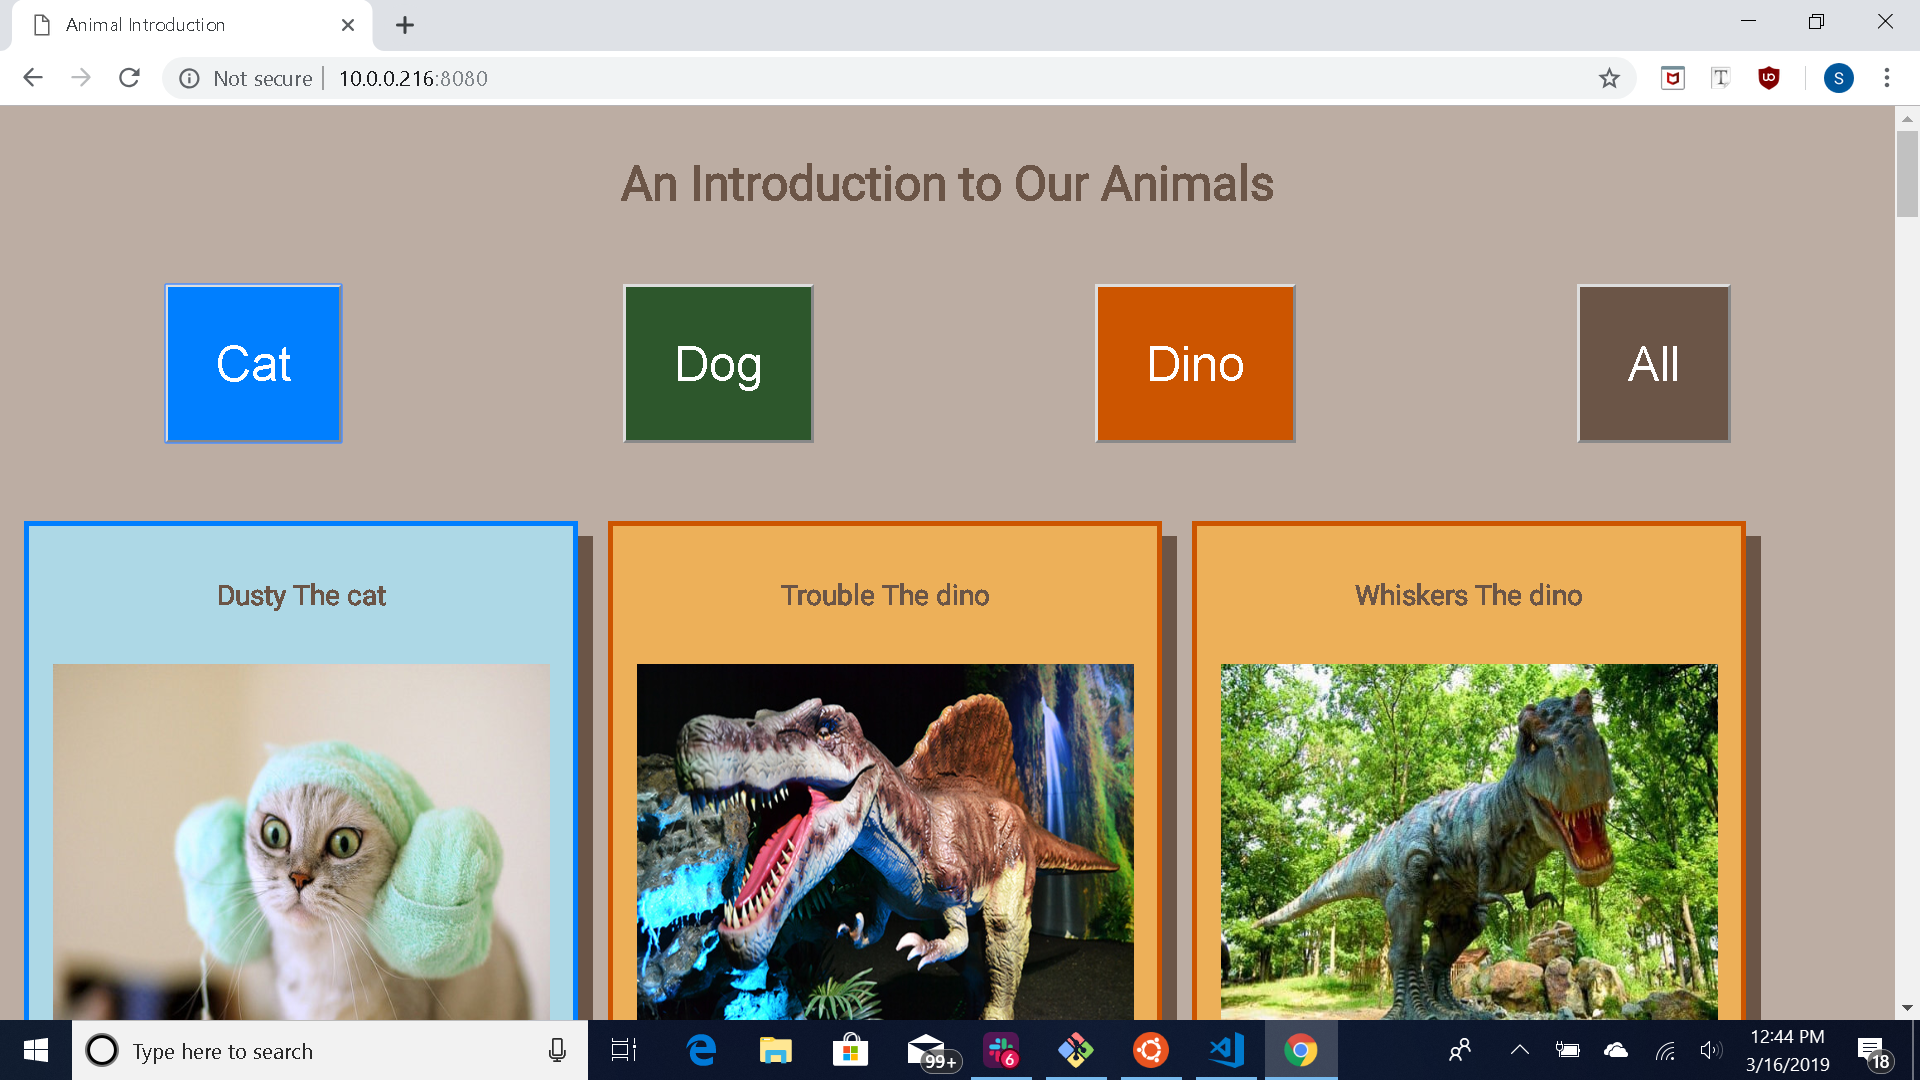 Animal Introduction
Not secure
10.0.0.216:8080
S
An Introduction to Our Animals
Cat
Dog
Dino
All
Dusty The cat
Trouble The dino
Whiskers The dino
Type here to search
99+
6
12:44 PM
3/16/2019
18